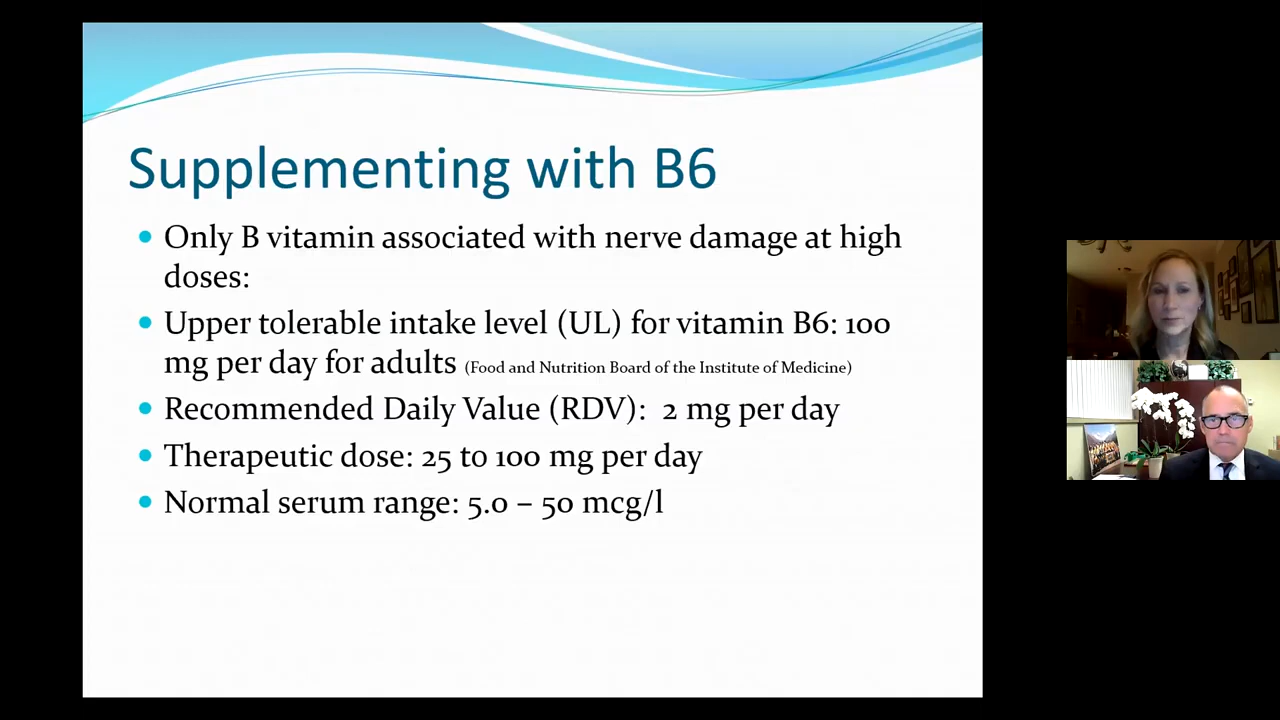 Supplementing with B6
• Only B vitamin associated with nerve damage at high
doses:
• Upper tolerable intake level (UL) for vitamin B6: 100
mg per day for adults (Food and Nutrition Board of the Institute of Medicine)
• Recommended Daily Value (RDV): 2 mg per day
• Therapeutic dose: 25 to 100 mg per day
• Normal serum range: 5.0 – 50 mcg/l